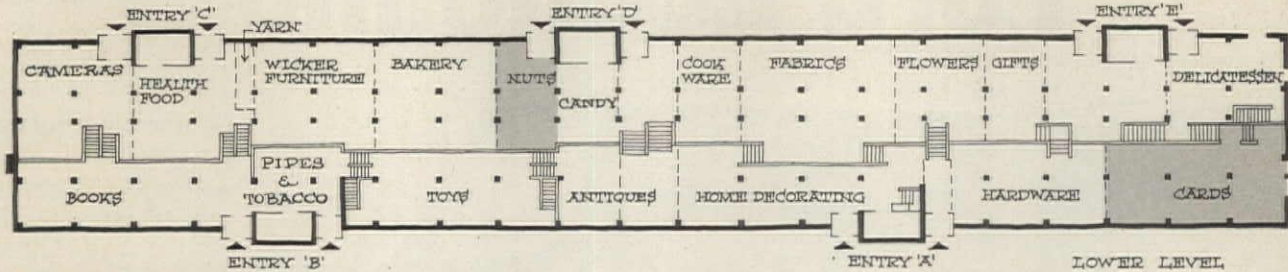 ENTRY 'C'
ENTRY 'D'
ENTRY 'E'
YARN
CAMERAS
HEALTH
FOOD
WICKER
FURNITURE
BAKERY
NUTS
CANDY
COOK
WARE
FABRICS
FLOWERS
GIFTS
DELICATESSEN
BOOKS
PIPES
&
TOBACCO
TOYS
ANTIQUES
HOME DECORATING
HARDWARE
CARDS
ENTRY 'B'
ENTRY 'A'
LOWER LEVEL